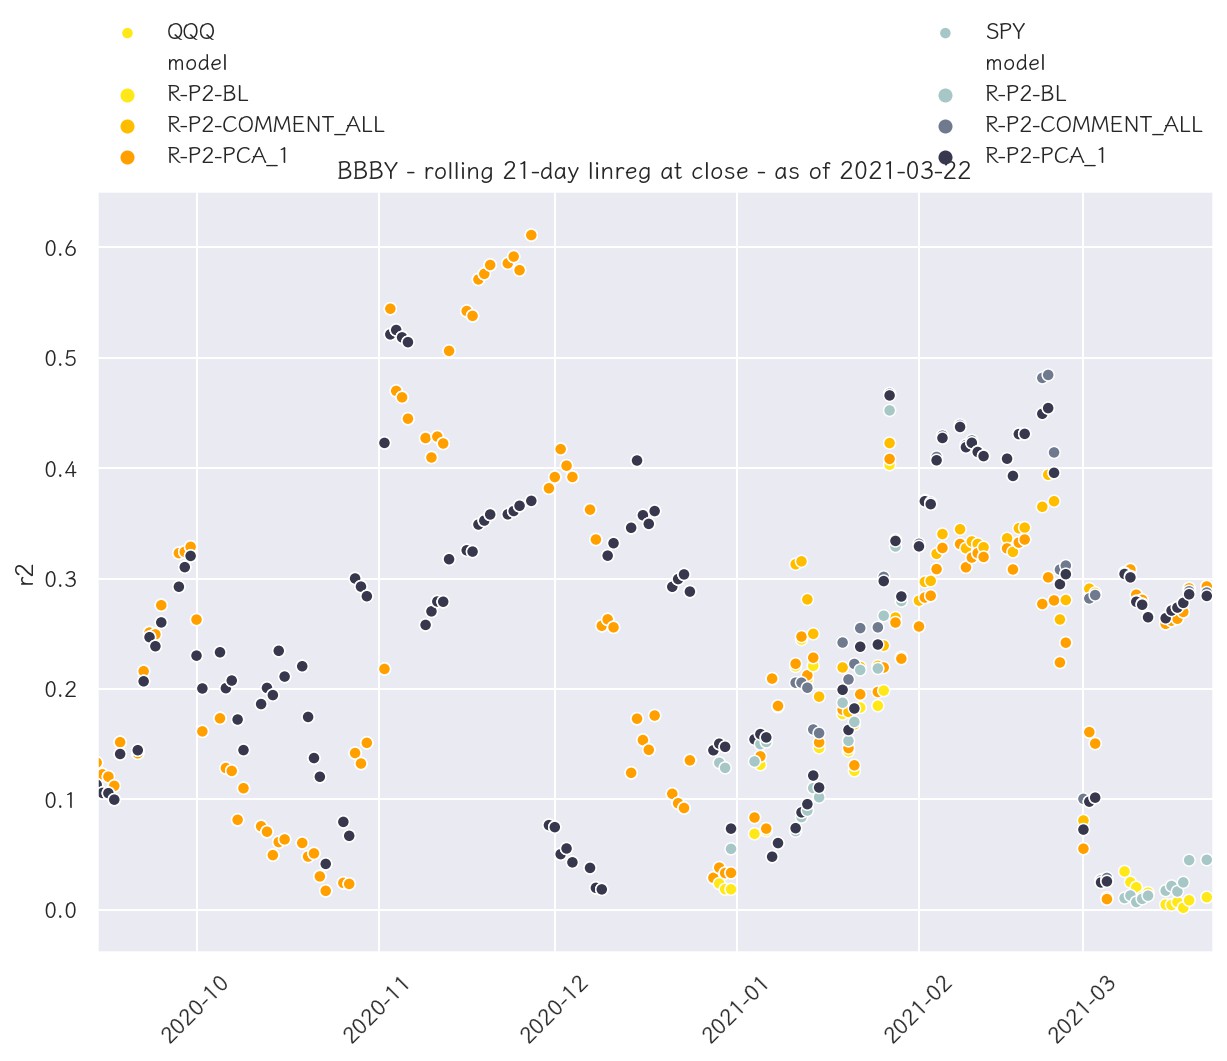 QQQ
model
R-P2-BL
R-P2-COMMENT_ALL
R-P2-PCA_1
SPY
model
R-P2-BL
R-P2-COMMENT_ALL
R-P2-PCA_1
BBBY - rolling 21-day linreg at close - as of 2021-03-22
r2
0.6
0.5
0.4
0.3
0.2
0.1
0.0
2020-10
2020-11
2020-12
2021-01
2021-02
2021-03